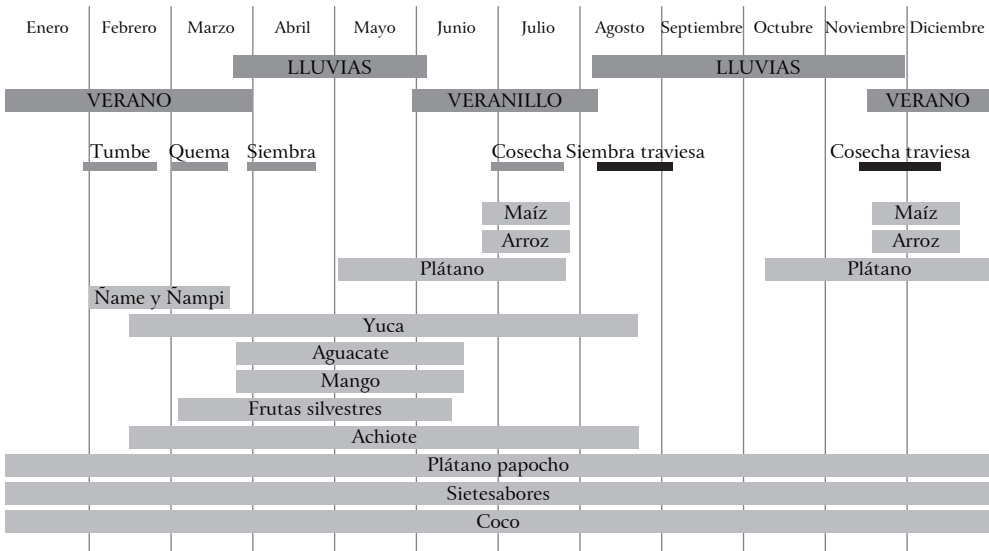 Enero Febrero Marzo Abril Mayo Junio Julio Agosto Septiembre Octubre Noviembre Diciembre
LLUVIAS LLUVIAS
VERANO VERANILLO VERANO
Tumbe Quema Siembra Cosecha Siembra traviesa Cosecha traviesa
Maíz Maíz
Arroz Arroz
Plátano Plátano
Ñame y Ñampi
Yuca
Aguacate
Mango
Frutas silvestres
Achiote
Plátano papocho
Sietesabores
Coco